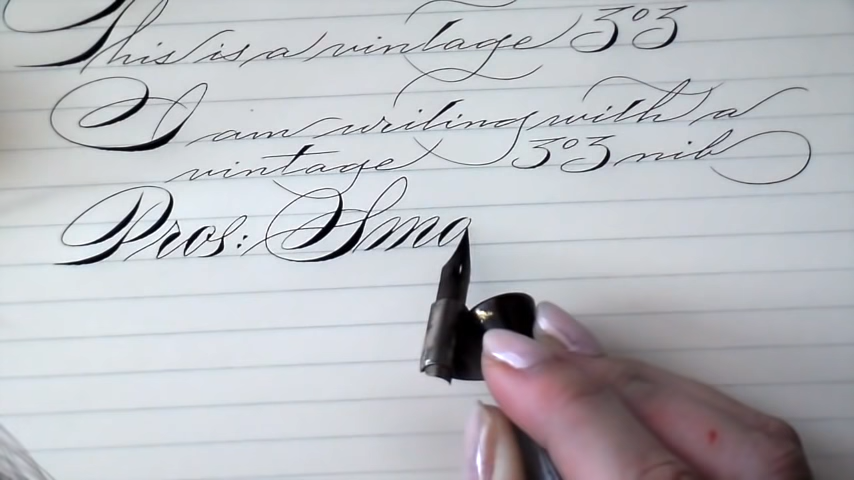 This is a vintage 303
I am writing with a
vintage 303 nib
Pros: Smo